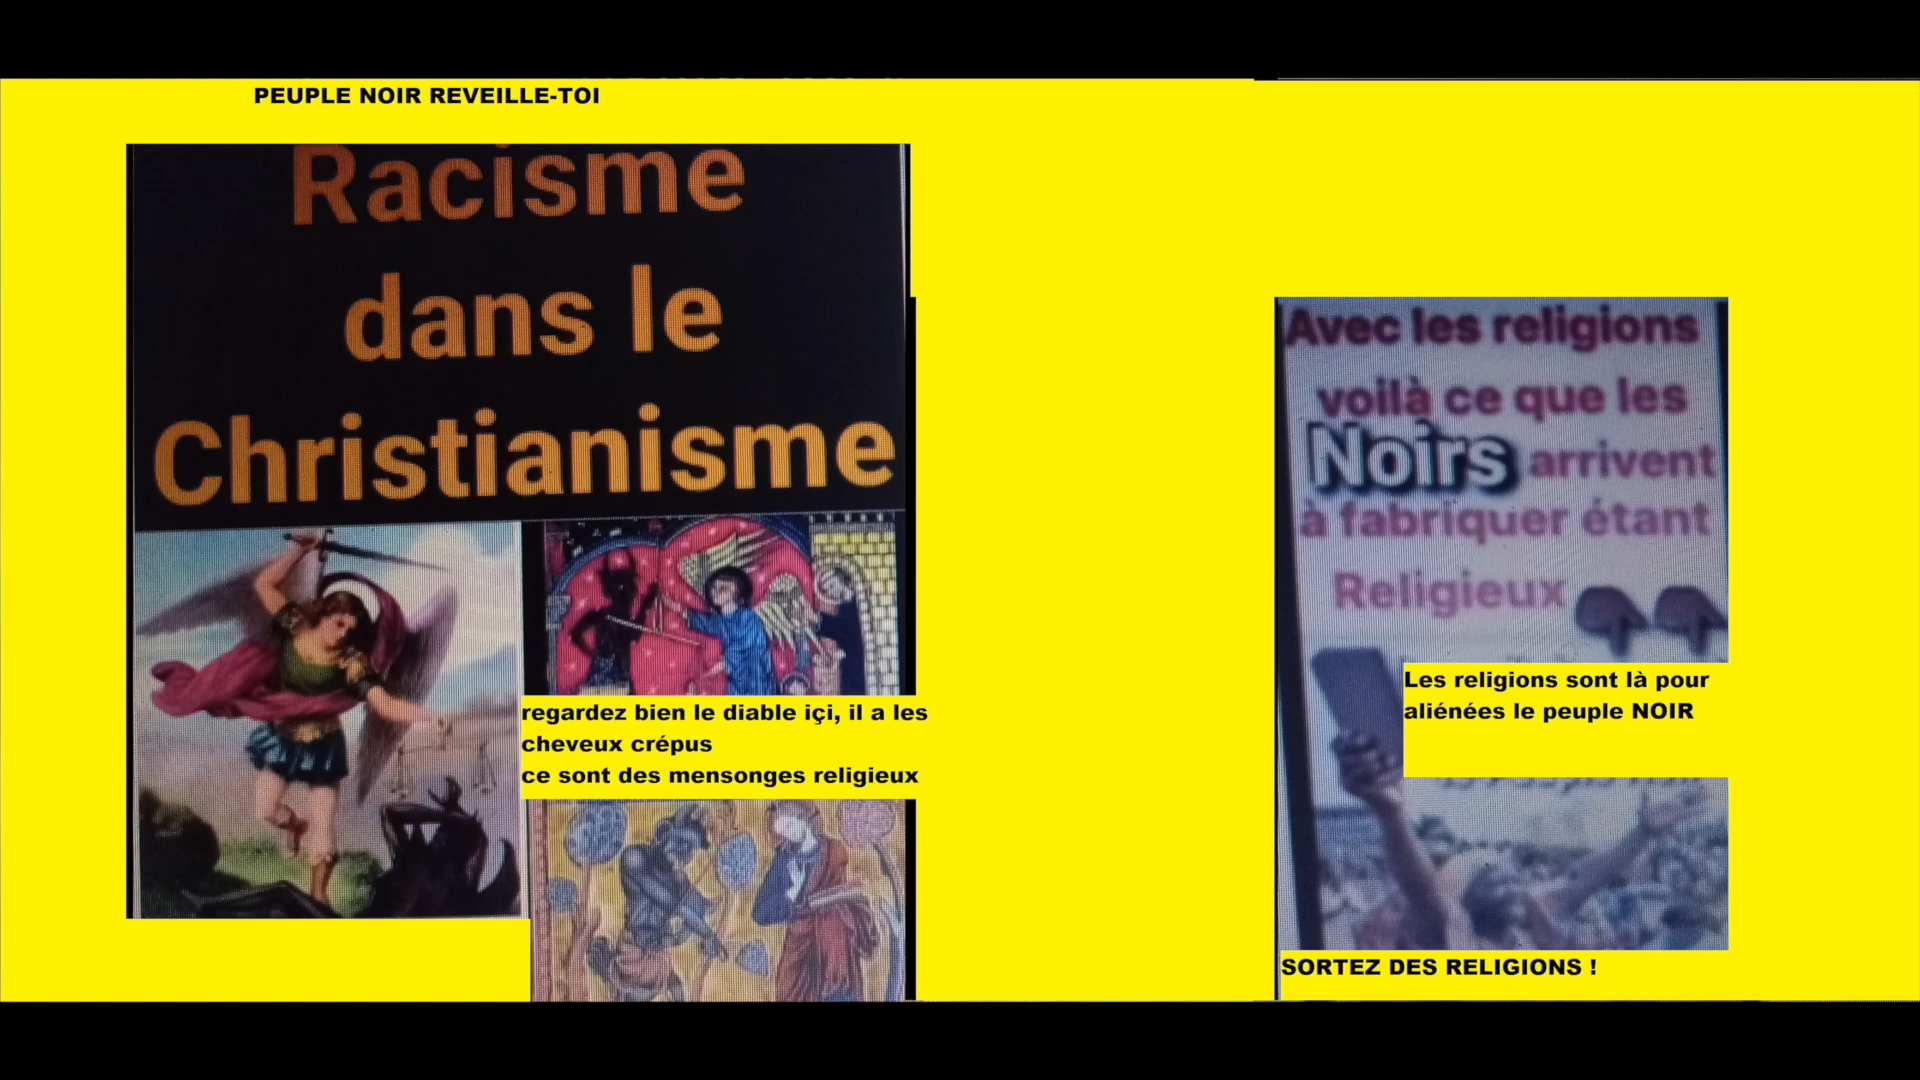 PEUPLE NOIR REVEILLE-TOI
Racisme
dans le
Christianisme
regardez bien le diable içi, il a les
cheveux crépus
ce sont des mensonges religieux
Avec les religions
voilà ce que les
Noirs arrivent
à fabriquer étant
Religieux
Les religions sont là pour
aliénées le peuple NOIR
SORTEZ DES RELIGIONS !